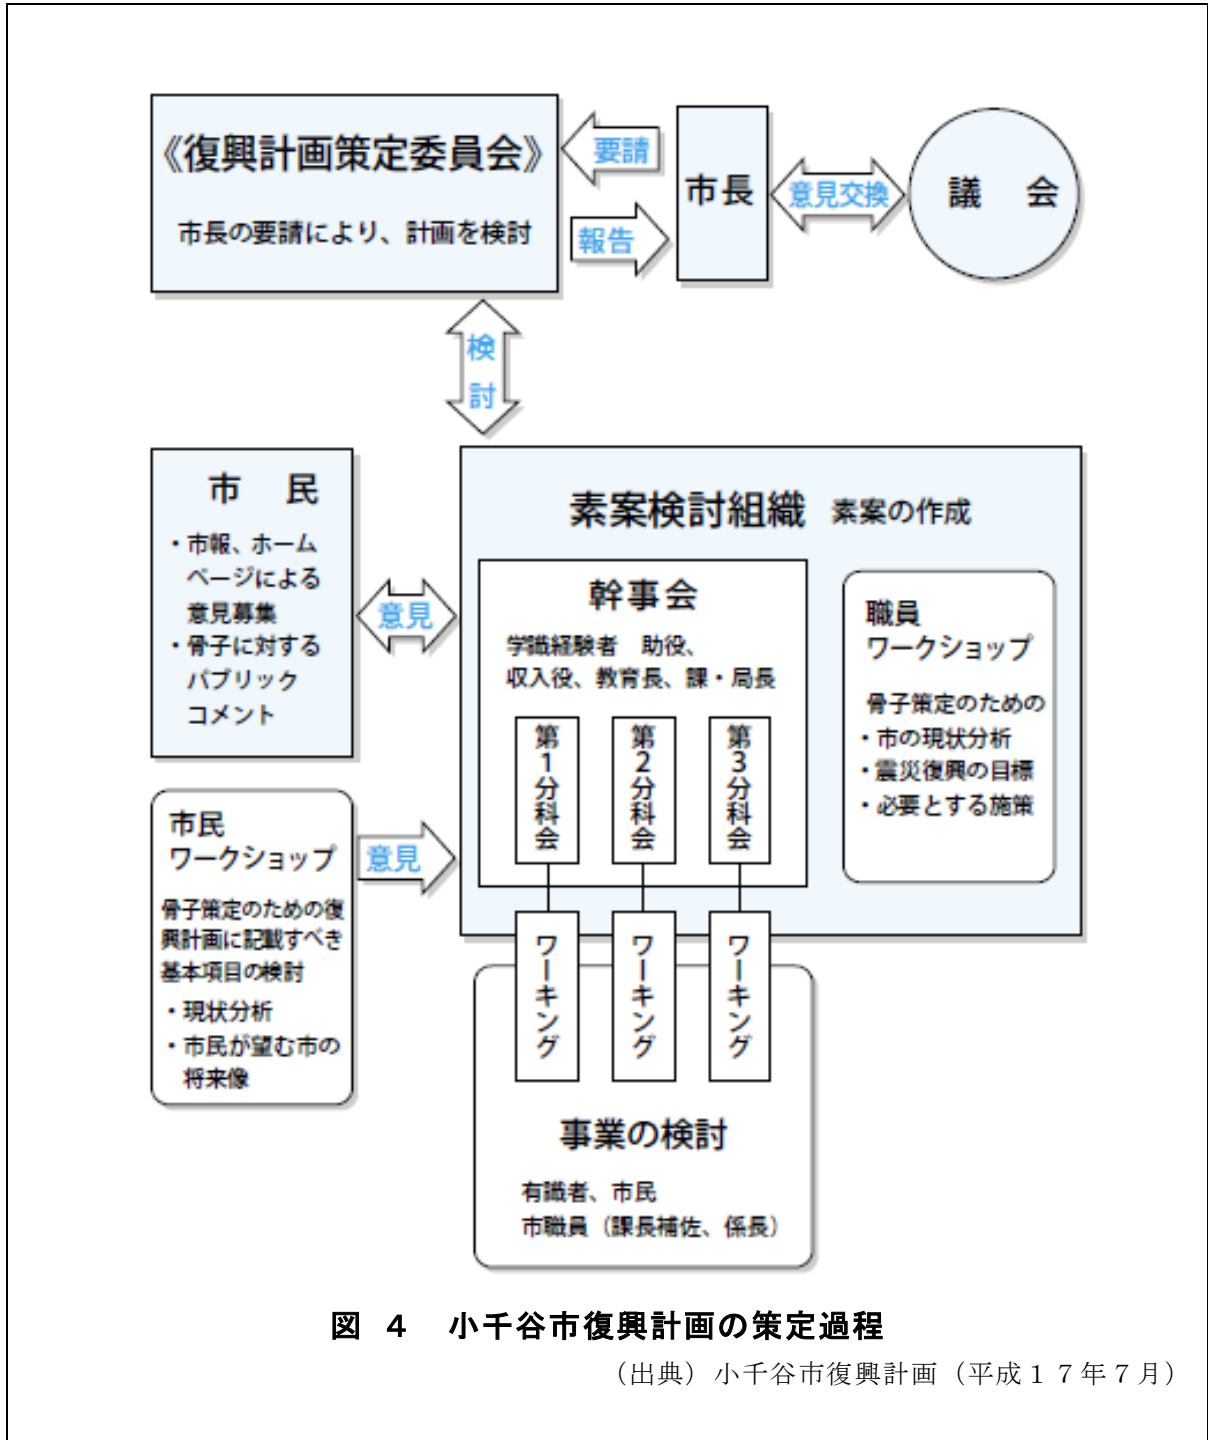 《復興計画策定委員会》
市長の要請により、計画を検討
要請
報告
市長
意見交換
議　会
検討
市　民
・市報、ホーム
ページによる
意見募集
・骨子に対する
パブリック
コメント
意見
市民
ワークショップ
骨子策定のための復
興計画に記載すべき
基本項目の検討
・現状分析
・市民が望む市の
将来像
意見
素案検討組織　素案の作成
幹事会
学識経験者　助役、
収入役、教育長、課・局長
第1分科会
第2分科会
第3分科会
職員
ワークショップ
骨子策定のための
・市の現状分析
・震災復興の目標
・必要とする施策
ワーキング
ワーキング
ワーキング
事業の検討
有識者、市民
市職員（課長補佐、係長）
図　４　小千谷市復興計画の策定過程
（出典）小千谷市復興計画（平成１７年７月）